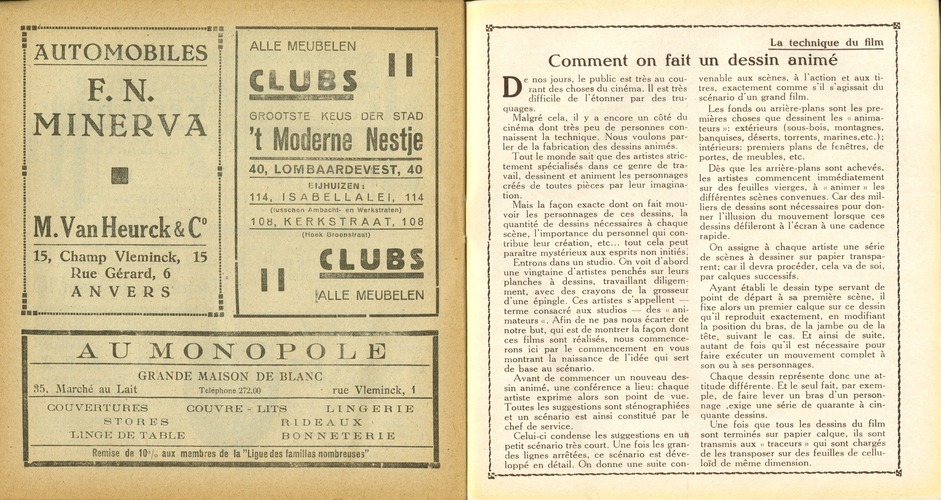 AUTOMOBILES
F. N.
MINERVA
M. Van Heurck & Cº
15, Champ Vleminck, 15
Rue Gérard, 6
ANVERS
ALLE MEUBELEN
CLUBS
GROOTSTE KEUS DER STAD
't Moderne Nestje
40, LOMBAARDEVEST, 40
BIJHUIZEN:
114, ISABELLALEI, 114
(tusschen Ambacht- en Werkstralen)
108, KERKSTRAAT, 108
(Hoek Groenstraat)
CLUBS
ALLE MEUBELEN
AU MONOPOLE
GRANDE MAISON DE BLANC
35, Marché au Lait Téléphone 272.00 rue Vleminck, 1
COUVERTURES COUVRE-LITS LINGERIE
STORES RIDEAUX
LINGE DE TABLE BONNETERIE
Remise de 10% aux membres de la "Ligue des familles nombreuses"
La technique du film
Comment on fait un dessin animé
De nos jours, le public est très au cou-
rant des choses du cinéma. Il est très
difficile de l'étonner par des tru-
quages.
Malgré cela, il y a encore un côté du
cinéma dont très peu de personnes con-
naissent la technique. Nous voulons par-
ler de la fabrication des dessins animés.
Tout le monde sait que des artistes stric-
tement spécialisés dans ce genre de tra-
vail, dessinent et animent les personnages
créés de toutes pièces par leur imagina-
tion.
Mais la façon exacte dont on fait mou-
voir les personnages de ces dessins, la
quantité de dessins nécessaires à chaque
scène, l'importance du personnel qui con-
tribue leur création, etc... tout cela peut
paraître mystérieux aux esprits non initiés.
Entrons dans un studio. On voit d'abord
une vingtaine d'artistes penchés sur leurs
planches à dessins, travaillant diligem-
ment, avec des crayons de la grosseur
d'une épingle. Ces artistes s'appellent —
terme consacré aux studios — des « ani-
mateurs ». Afin de ne pas nous écarter de
notre but, qui est de montrer la façon dont
ces films sont réalisés, nous commence-
rons ici par le commencement en vous
montrant la naissance de l'idée qui sert
de base au scénario.
Avant de commencer un nouveau des-
sin animé, une conférence a lieu: chaque
artiste exprime alors son point de vue.
Toutes les suggestions sont sténographiées
et un scénario est ainsi constitué par le
chef de service.
Celui-ci condense les suggestions en un
petit scénario très court. Une fois les gran-
des lignes arrêtées, ce scénario est déve-
loppé en détail. On donne une suite con-
venable aux scènes, à l'action et aux ti-
tres, exactement comme s'il s'agissait du
scénario d'un grand film.
Les fonds ou arrière-plans sont les pre-
mières choses que dessinent les « anima-
teurs »: extérieurs (sous-bois, montagnes,
banquises, déserts, torrents, marines,etc.);
intérieurs: premiers plans de fenêtres, de
portes, de meubles, etc.
Dès que les arrière-plans sont achevés,
les artistes commencent immédiatement
sur des feuilles vierges, à « animer » les
différentes scènes convenues. Car des mil-
liers de dessins sont nécessaires pour don-
ner l'illusion du mouvement lorsque ces
dessins défileront à l'écran à une cadence
rapide.
On assigne à chaque artiste une série
de scènes à dessiner sur papier transpa-
rent; car il devra procéder, cela va de soi,
par calques successifs.
Ayant établi le dessin type servant de
point de départ à sa première scène, il
fixe alors un premier calque sur ce dessin
qu'il reproduit exactement, en modifiant
la position du bras, de la jambe ou de la
tête, suivant le cas. Et ainsi de suite,
autant de fois qu'il est nécessaire pour
faire exécuter un mouvement complet à
son ou à ses personnages.
Chaque dessin représente donc une at-
titude différente. Et le seul fait, par exem-
ple, de faire lever un bras d'un person-
nage ,exige une série de quarante à cin-
quante dessins.
Une fois que tous les dessins du film
sont terminés sur papier calque, ils sont
transmis aux « traceurs » qui sont chargés
de les transposer sur des feuilles de cellu-
loïd de même dimension.